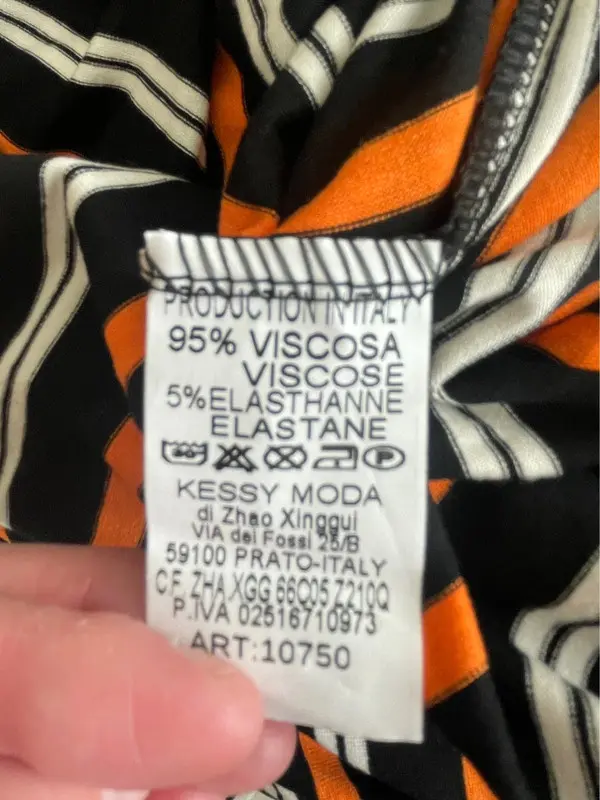 PRODUCTION IN ITALY
95% VISCOSA
VISCOSE
5% ELASTHANNE
ELASTANE
KESSY MODA
di Zhao Xinggui
VIA dei Fossi 25/B
59100 PRATO-ITALY
C.F. ZHA XGG 66C05 Z210Q
P.IVA 02516710973
ART:10750